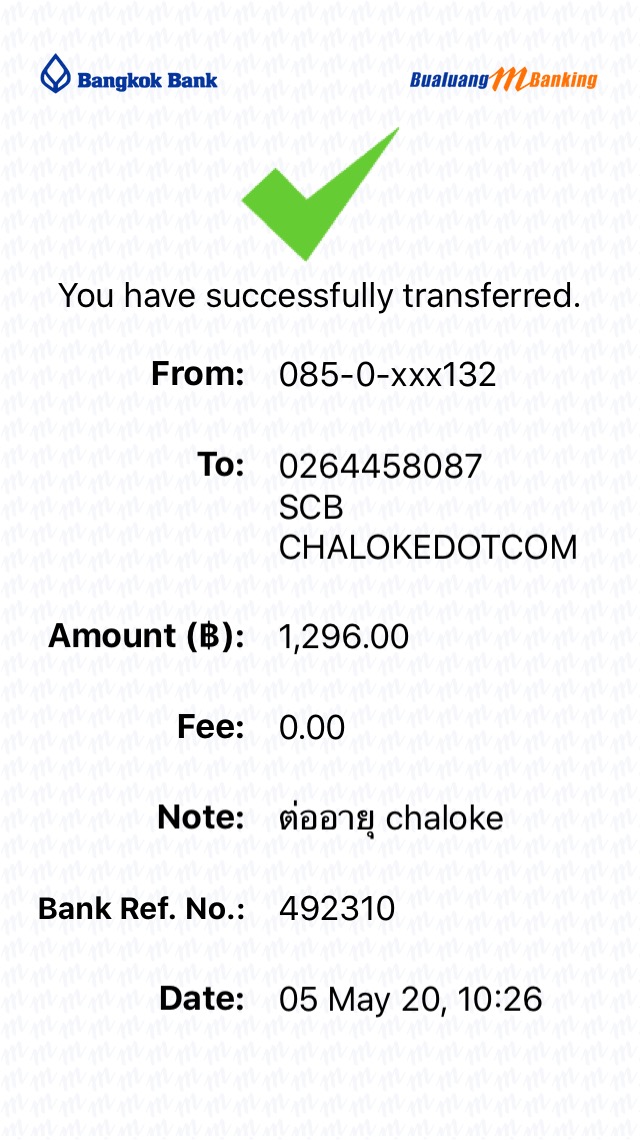 Bangkok Bank
Bualuang mBanking
You have successfully transferred.
From: 085-0-xxx132
To: 0264458087
SCB
CHALOKEDOTCOM
Amount (฿): 1,296.00
Fee: 0.00
Note: ต่ออายุ chaloke
Bank Ref. No.: 492310
Date: 05 May 20, 10:26